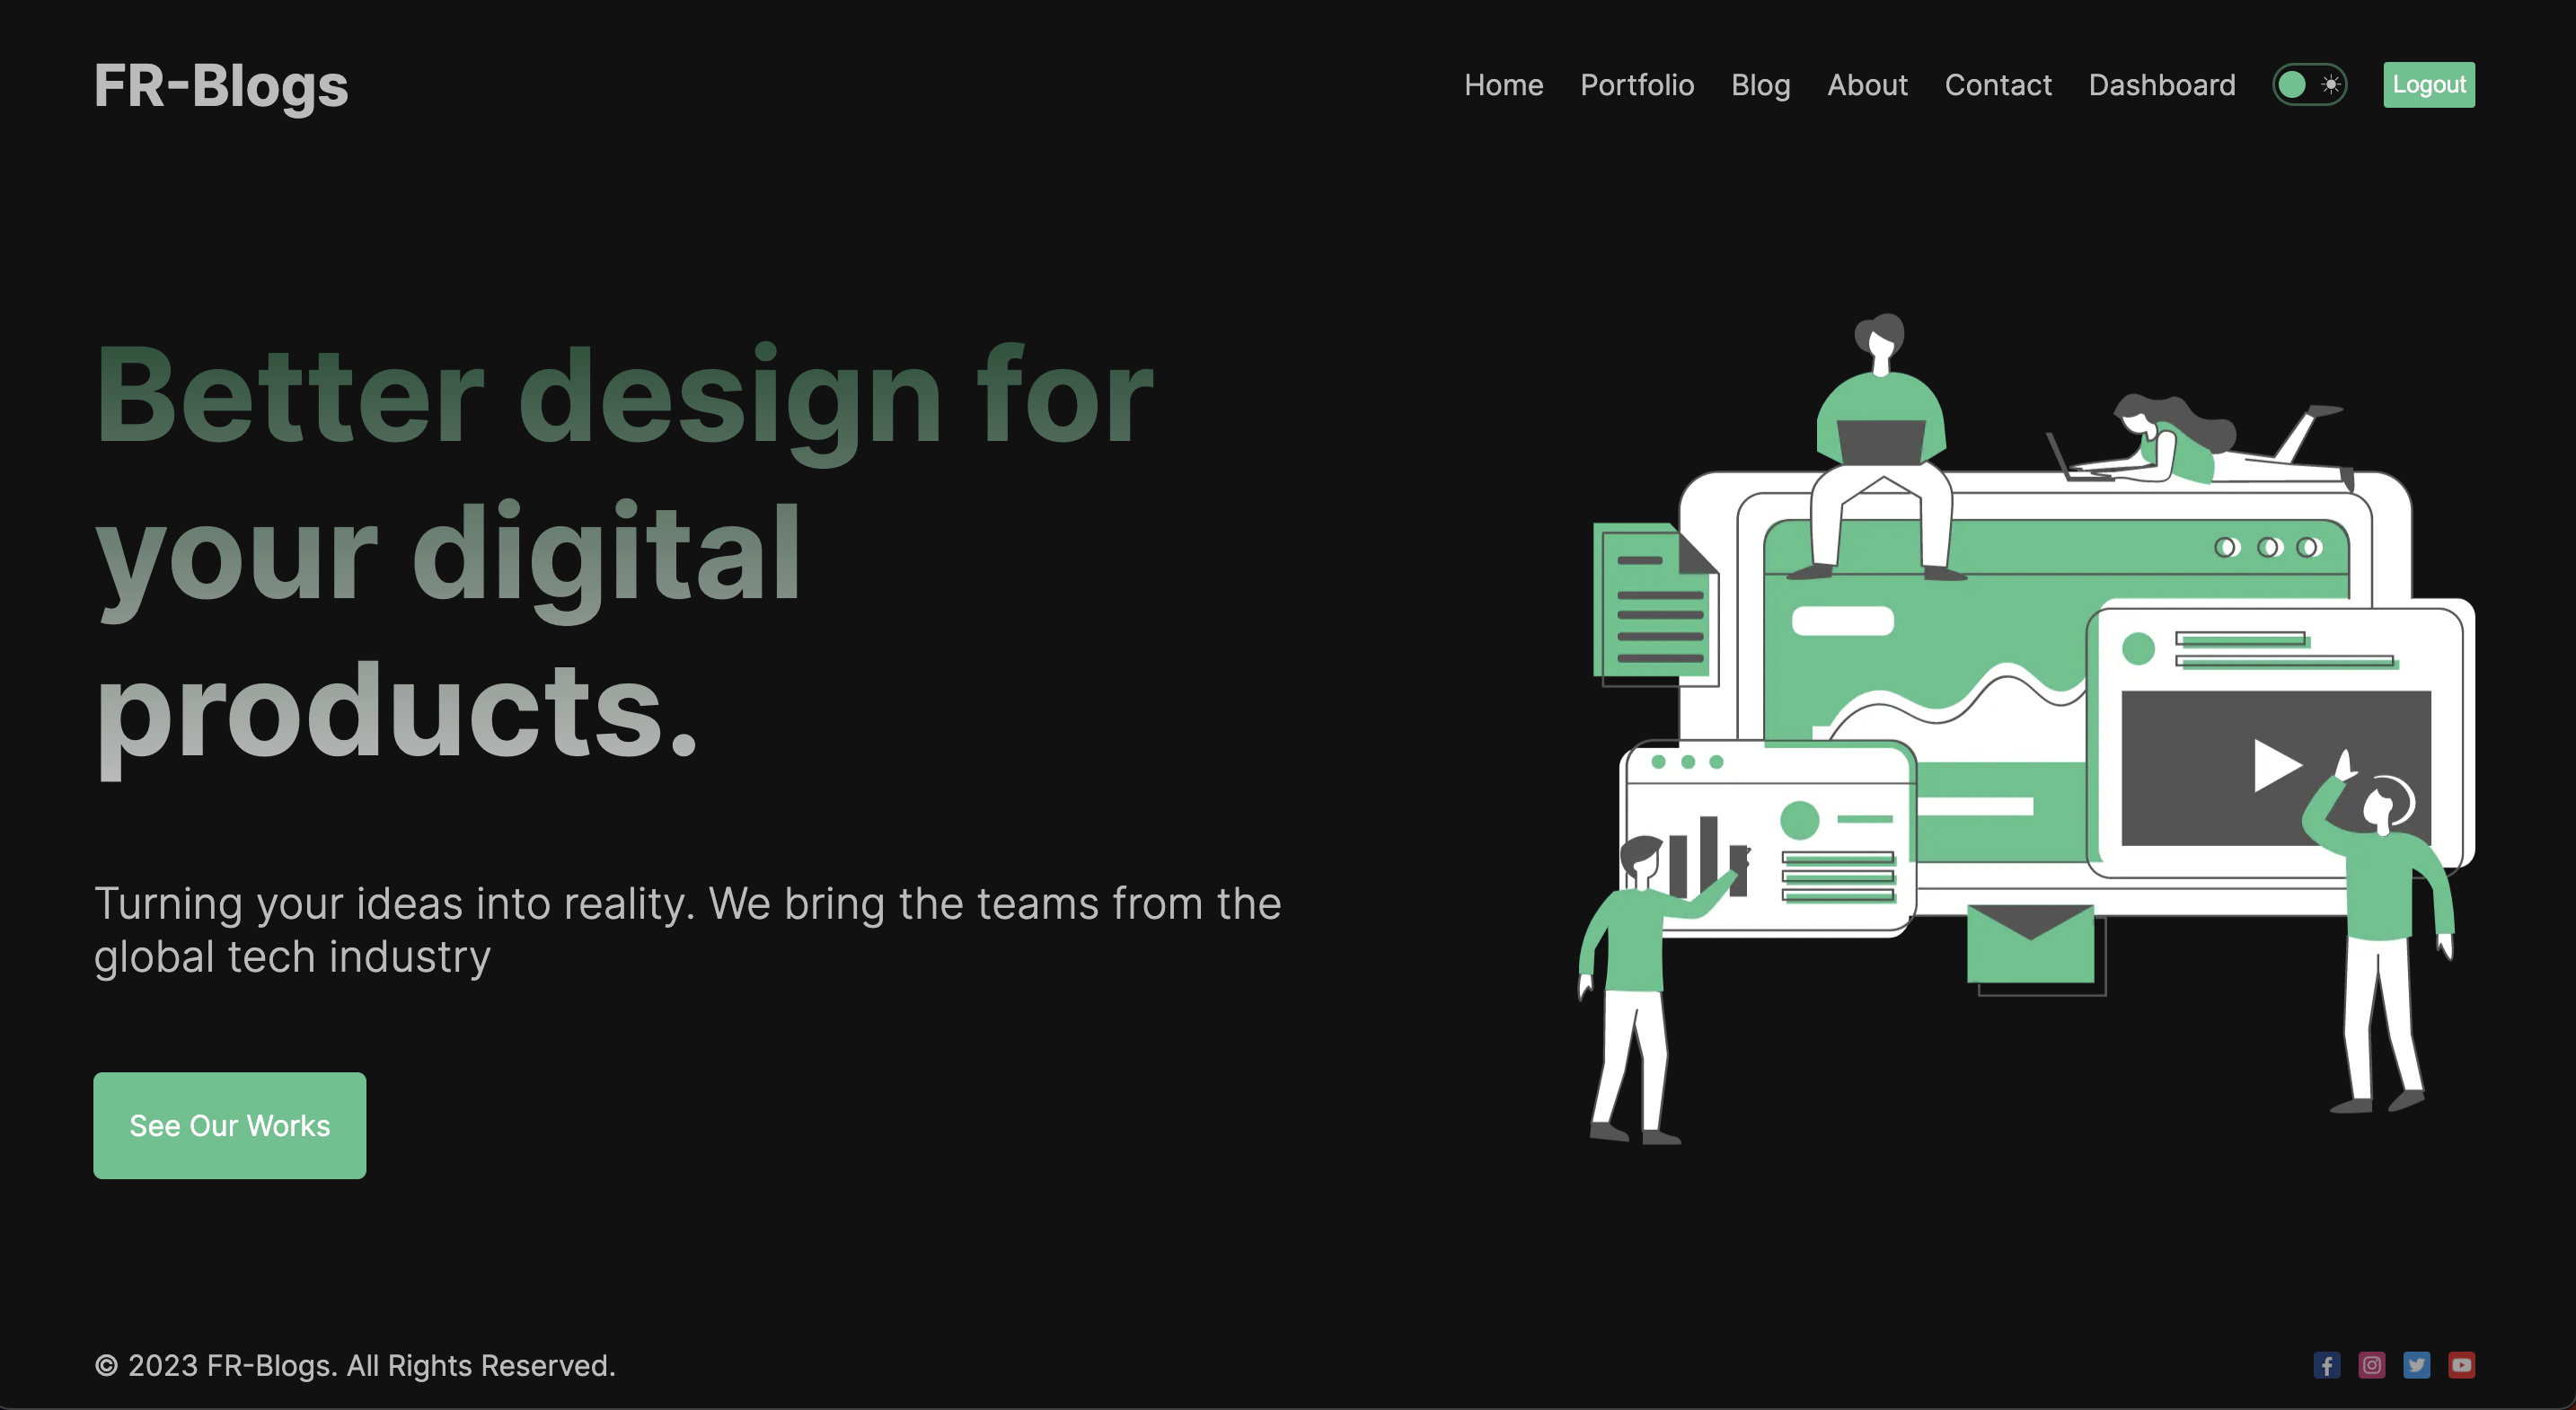 FR-Blogs
Home Portfolio Blog About Contact Dashboard Logout
Better design for
your digital
products.
Turning your ideas into reality. We bring the teams from the
global tech industry
See Our Works
© 2023 FR-Blogs. All Rights Reserved.